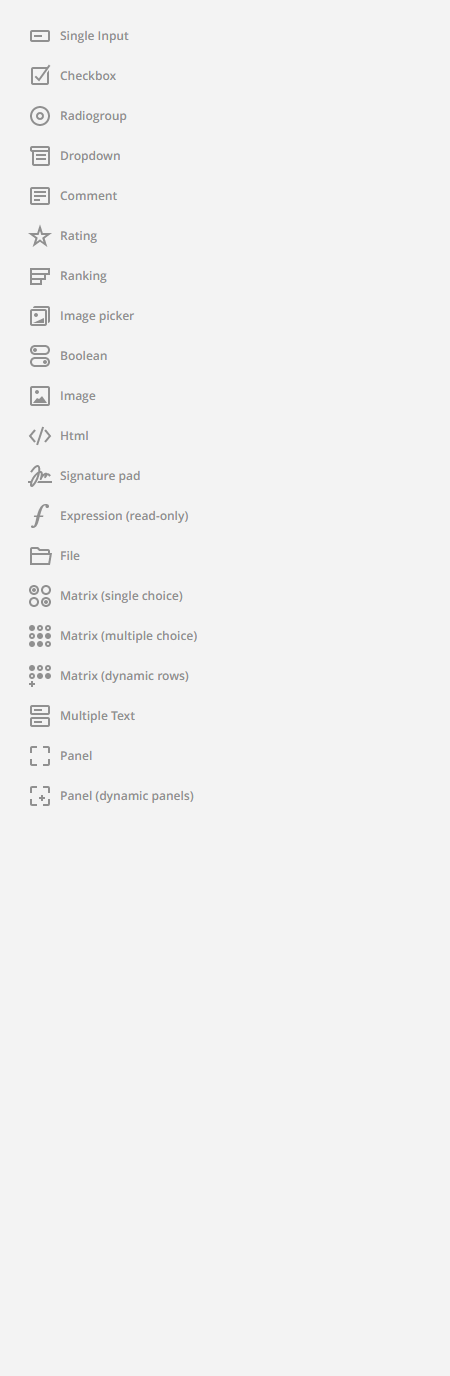 Single Input
Checkbox
Radiogroup
Dropdown
Comment
Rating
Ranking
Image picker
Boolean
Image
Html
Signature pad
Expression (read-only)
File
Matrix (single choice)
Matrix (multiple choice)
Matrix (dynamic rows)
Multiple Text
Panel
Panel (dynamic panels)